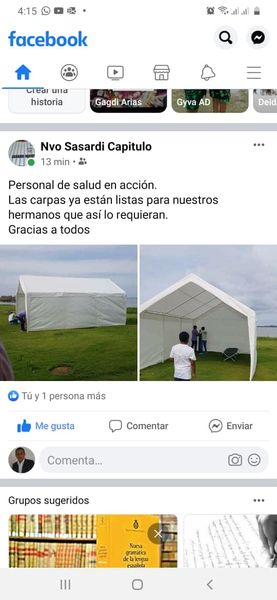 4:15
facebook
Crear una
historia
Gagdi Arias
Gyva AD
Deid
Nvo Sasardi Capitulo
13 min
Personal de salud en acción.
Las carpas ya están listas para nuestros
hermanos que así lo requieran.
Gracias a todos
Tú y 1 persona más
Me gusta
Comentar
Enviar
Comenta...
Grupos sugeridos
Nueva
gramática
de la lengua
española